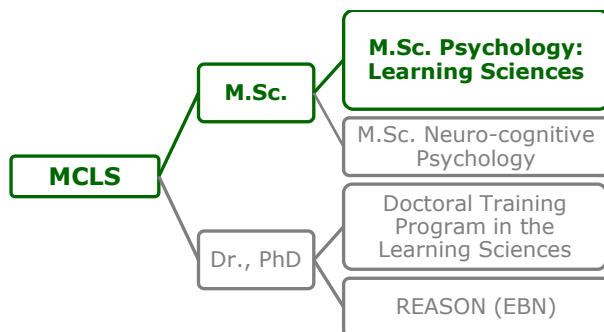 M.Sc. Psychology:
Learning Sciences
M.Sc.
M.Sc. Neuro-cognitive
Psychology
MCLS
Doctoral Training
Program in the
Learning Sciences
Dr., PhD
REASON (EBN)